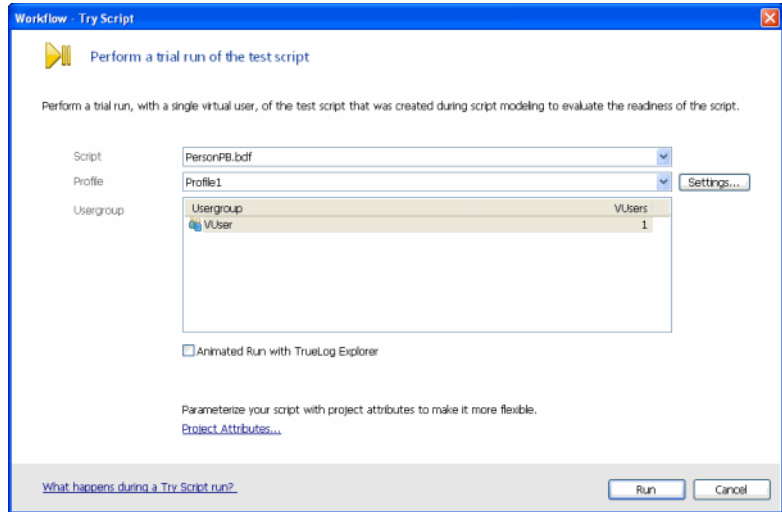 Workflow - Try Script
Perform a trial run of the test script
Perform a trial run, with a single virtual user, of the test script that was created during script modeling to evaluate the readiness of the script.
Script PersonPB.bdf
Profile Profile1 Settings...
Usergroup Usergroup VUsers
VUser 1
Animated Run with TrueLog Explorer
Parameterize your script with project attributes to make it more flexible.
Project Attributes...
What happens during a Try Script run? Run Cancel